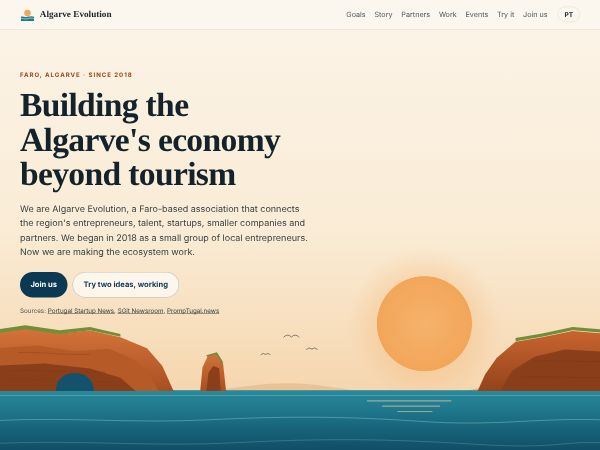 Algarve Evolution
Goals Story Partners Work Events Try it Join us PT
FARO, ALGARVE · SINCE 2018
Building the
Algarve's economy
beyond tourism
We are Algarve Evolution, a Faro-based association that connects
the region's entrepreneurs, talent, startups, smaller companies and
partners. We began in 2018 as a small group of local entrepreneurs.
Now we are making the ecosystem work.
Join us Try two ideas, working
Sources: Portugal Startup News, SGit Newsroom, PrompTugal.news